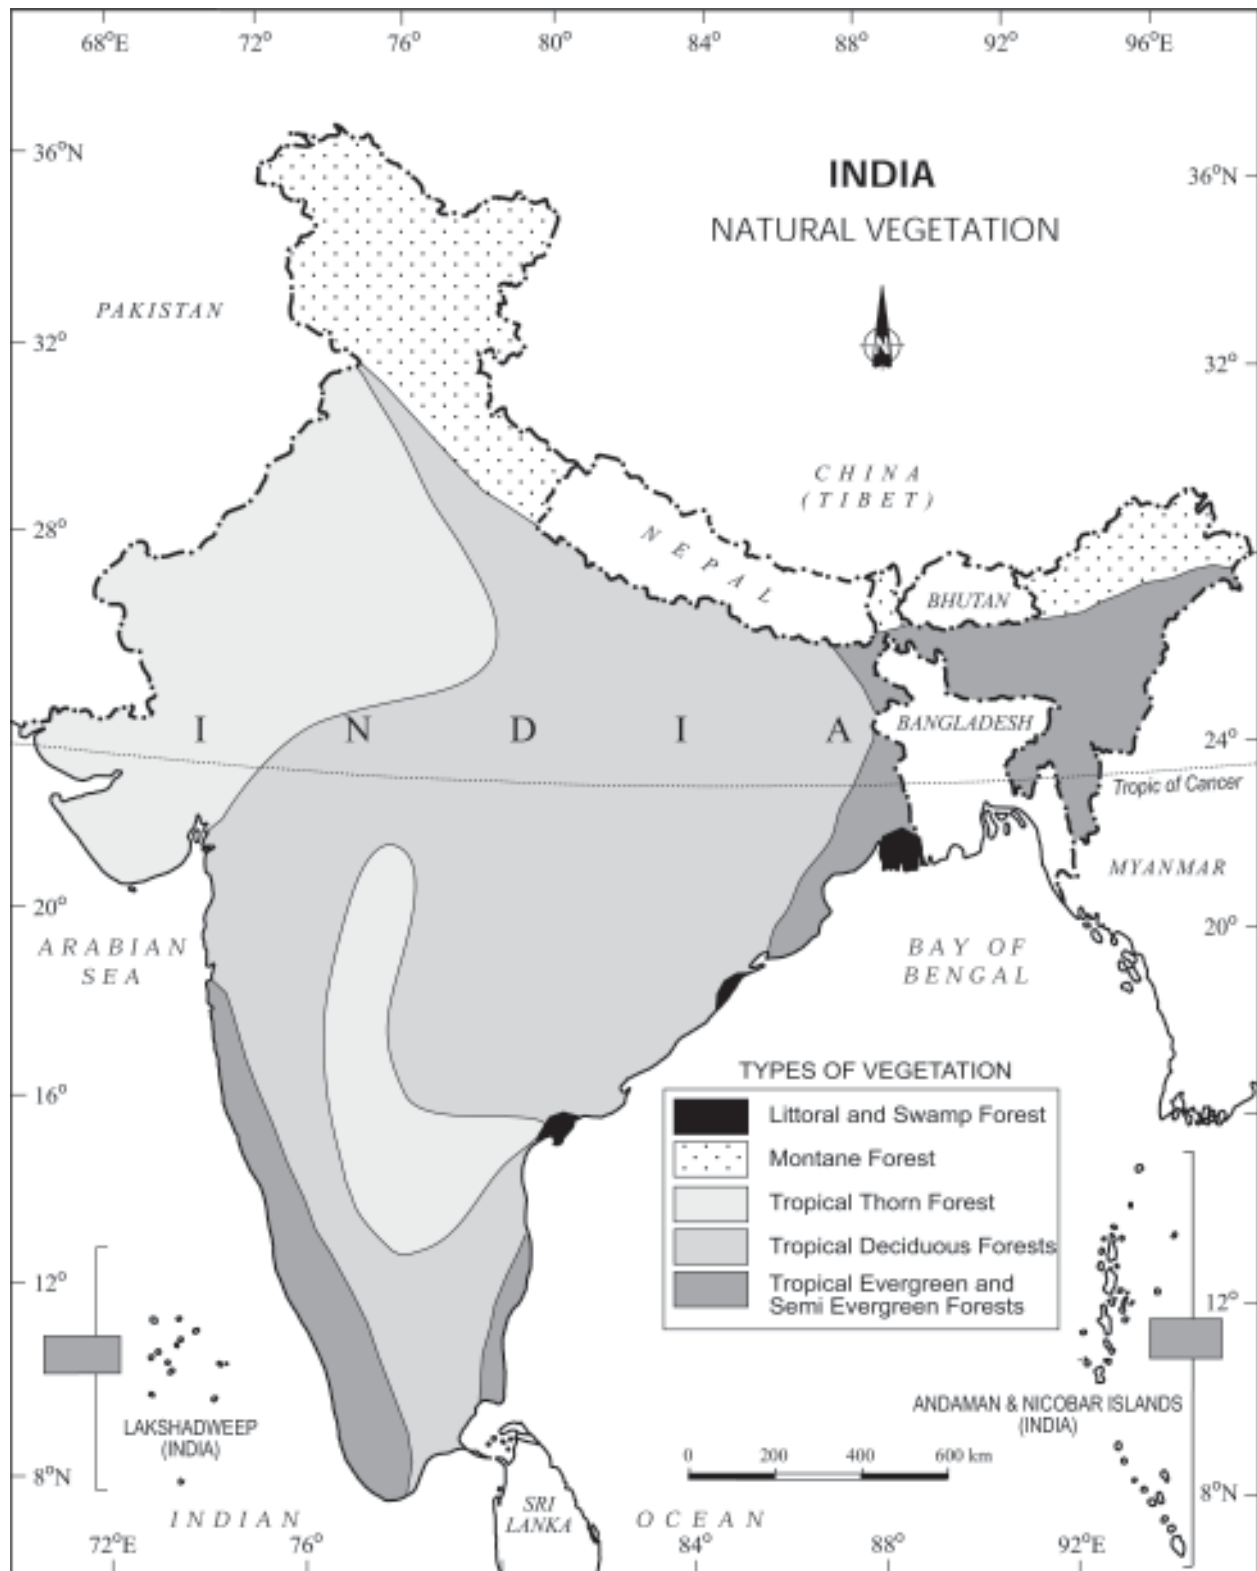 68°E 72° 76° 80° 84° 88° 92° 96°E
36°N
INDIA
36°N
NATURAL VEGETATION
PAKISTAN
N
32°
32°
CHINA
(TIBET)
28°
NEPAL
BHUTAN
INDIA
BANGLADESH
24°
Tropic of Cancer
MYANMAR
20°
20°
ARABIAN
SEA
BAY OF
BENGAL
TYPES OF VEGETATION
16°
Littoral and Swamp Forest
Montane Forest
Tropical Thorn Forest
Tropical Deciduous Forests
Tropical Evergreen and
Semi Evergreen Forests
12°
12°
LAKSHADWEEP
(INDIA)
ANDAMAN & NICOBAR ISLANDS
(INDIA)
0 200 400 600 km
8°N
8°N
SRI
LANKA
INDIAN OCEAN
72°E 76° 84° 88° 92°E